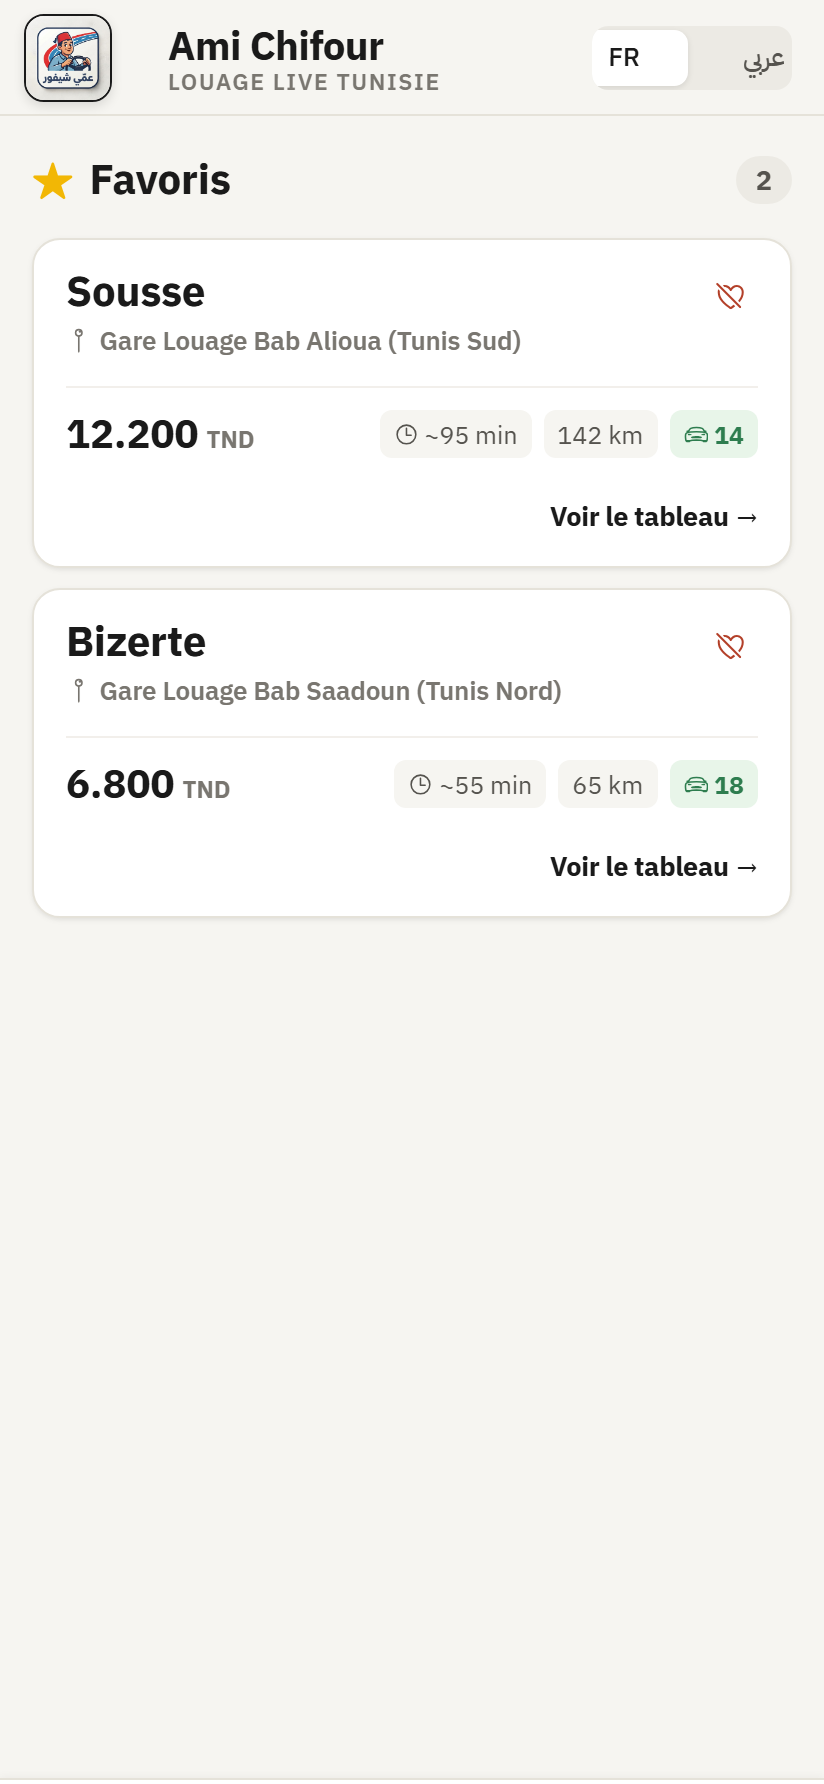 عمّي شيفور
Ami Chifour
LOUAGE LIVE TUNISIE
FR
عربي
Favoris
2
Sousse
Gare Louage Bab Alioua (Tunis Sud)
12.200 TND
~95 min
142 km
14
Voir le tableau →
Bizerte
Gare Louage Bab Saadoun (Tunis Nord)
6.800 TND
~55 min
65 km
18
Voir le tableau →